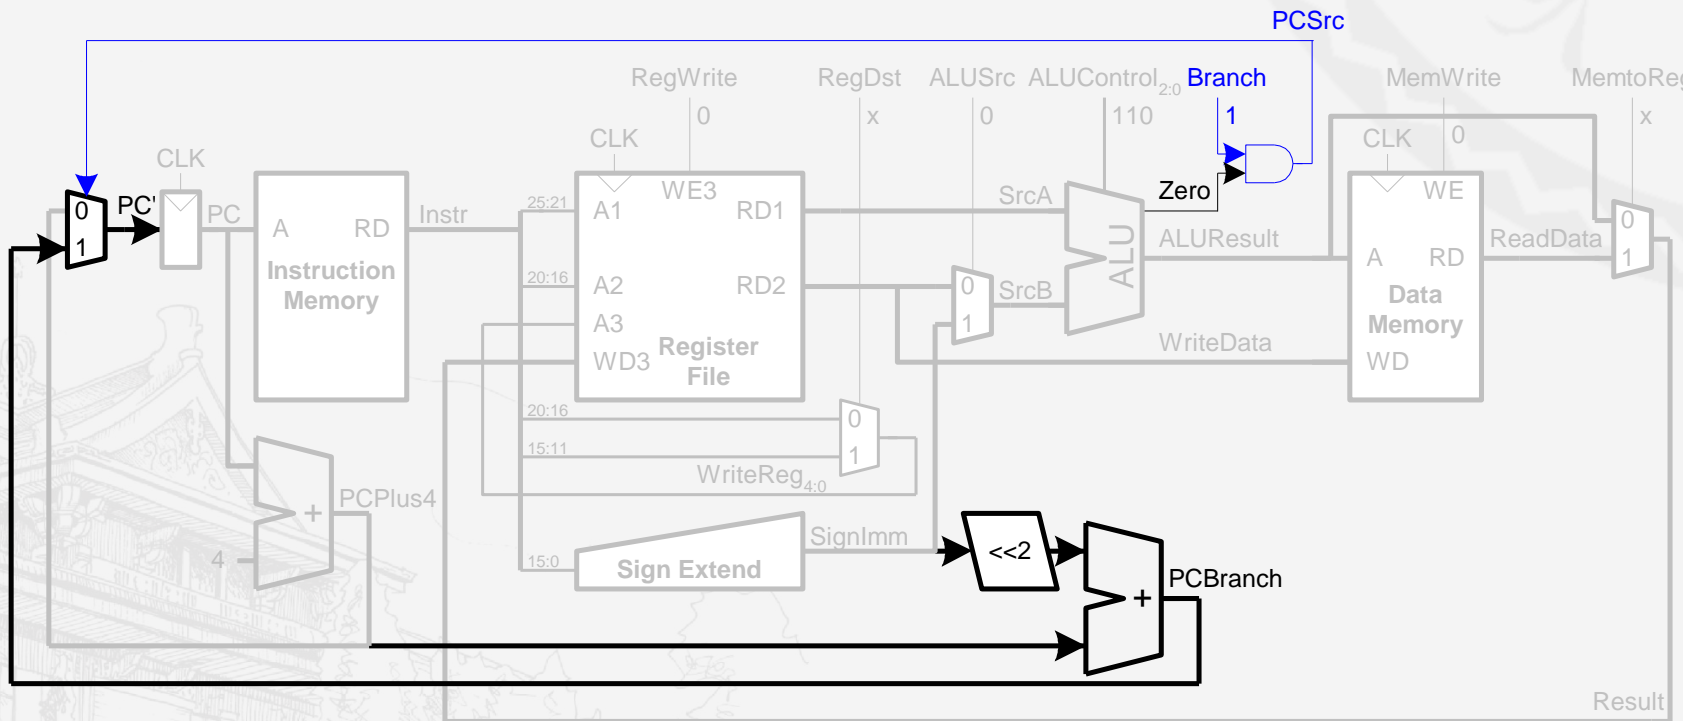 PCSrc
RegWrite RegDst ALUSrc ALUControl2:0 Branch MemWrite MemtoReg
0 x 0 110 1 0 x
CLK CLK CLK
PC' PC
0
1
A RD
Instruction
Memory
Instr
25:21
20:16
A1 WE3 RD1
A2 RD2
A3
WD3
Register
File
SrcA
0
1
SrcB
ALU
Zero
ALUResult
WriteData
WE
A RD
Data
Memory
WD
ReadData
0
1
20:16
15:11
0
1
WriteReg4:0
PCPlus4
+
4
15:0
Sign Extend
SignImm
<<2
+
PCBranch
Result